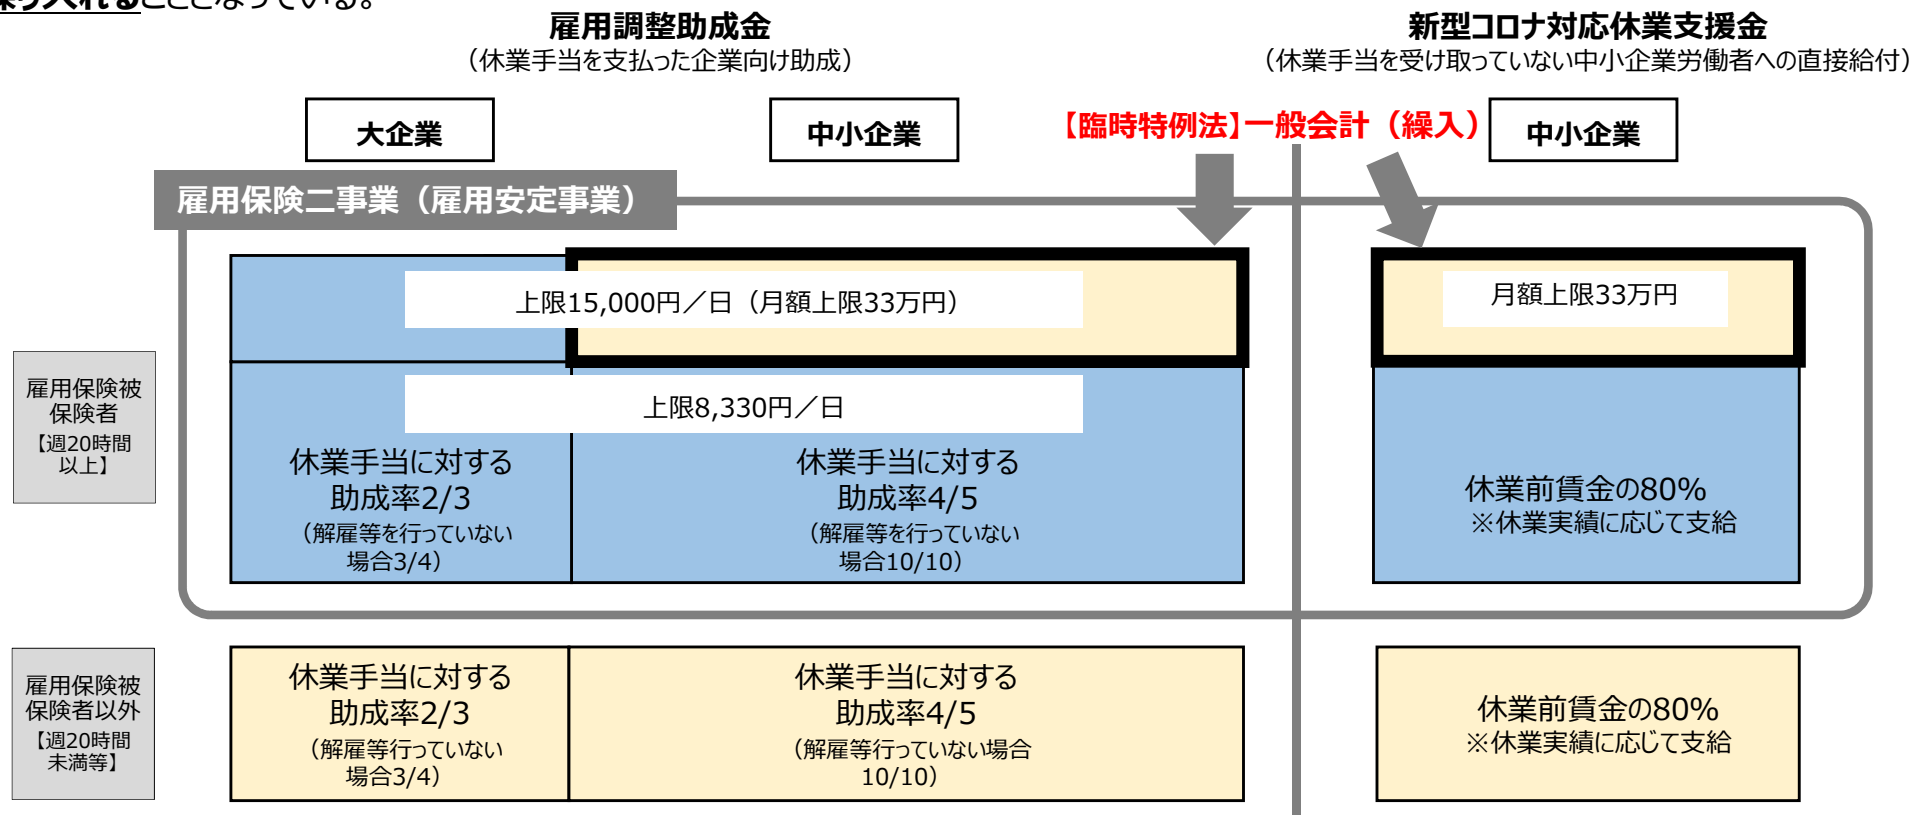 繰り入れることとなっている。
雇用調整助成金
（休業手当を支払った企業向け助成）
新型コロナ対応休業支援金
（休業手当を受け取っていない中小企業労働者への直接給付）
大企業
中小企業
【臨時特例法】一般会計（繰入）
中小企業
雇用保険二事業（雇用安定事業）
上限15,000円／日（月額上限33万円）
月額上限33万円
雇用保険被
保険者
【週20時間
以上】
上限8,330円／日
休業手当に対する
助成率2/3
（解雇等を行っていない
場合3/4）
休業手当に対する
助成率4/5
（解雇等を行っていない
場合10/10）
休業前賃金の80%
※休業実績に応じて支給
雇用保険被
保険者以外
【週20時間
未満等】
休業手当に対する
助成率2/3
（解雇等行っていない
場合3/4）
休業手当に対する
助成率4/5
（解雇等行っていない場合
10/10）
休業前賃金の80%
※休業実績に応じて支給